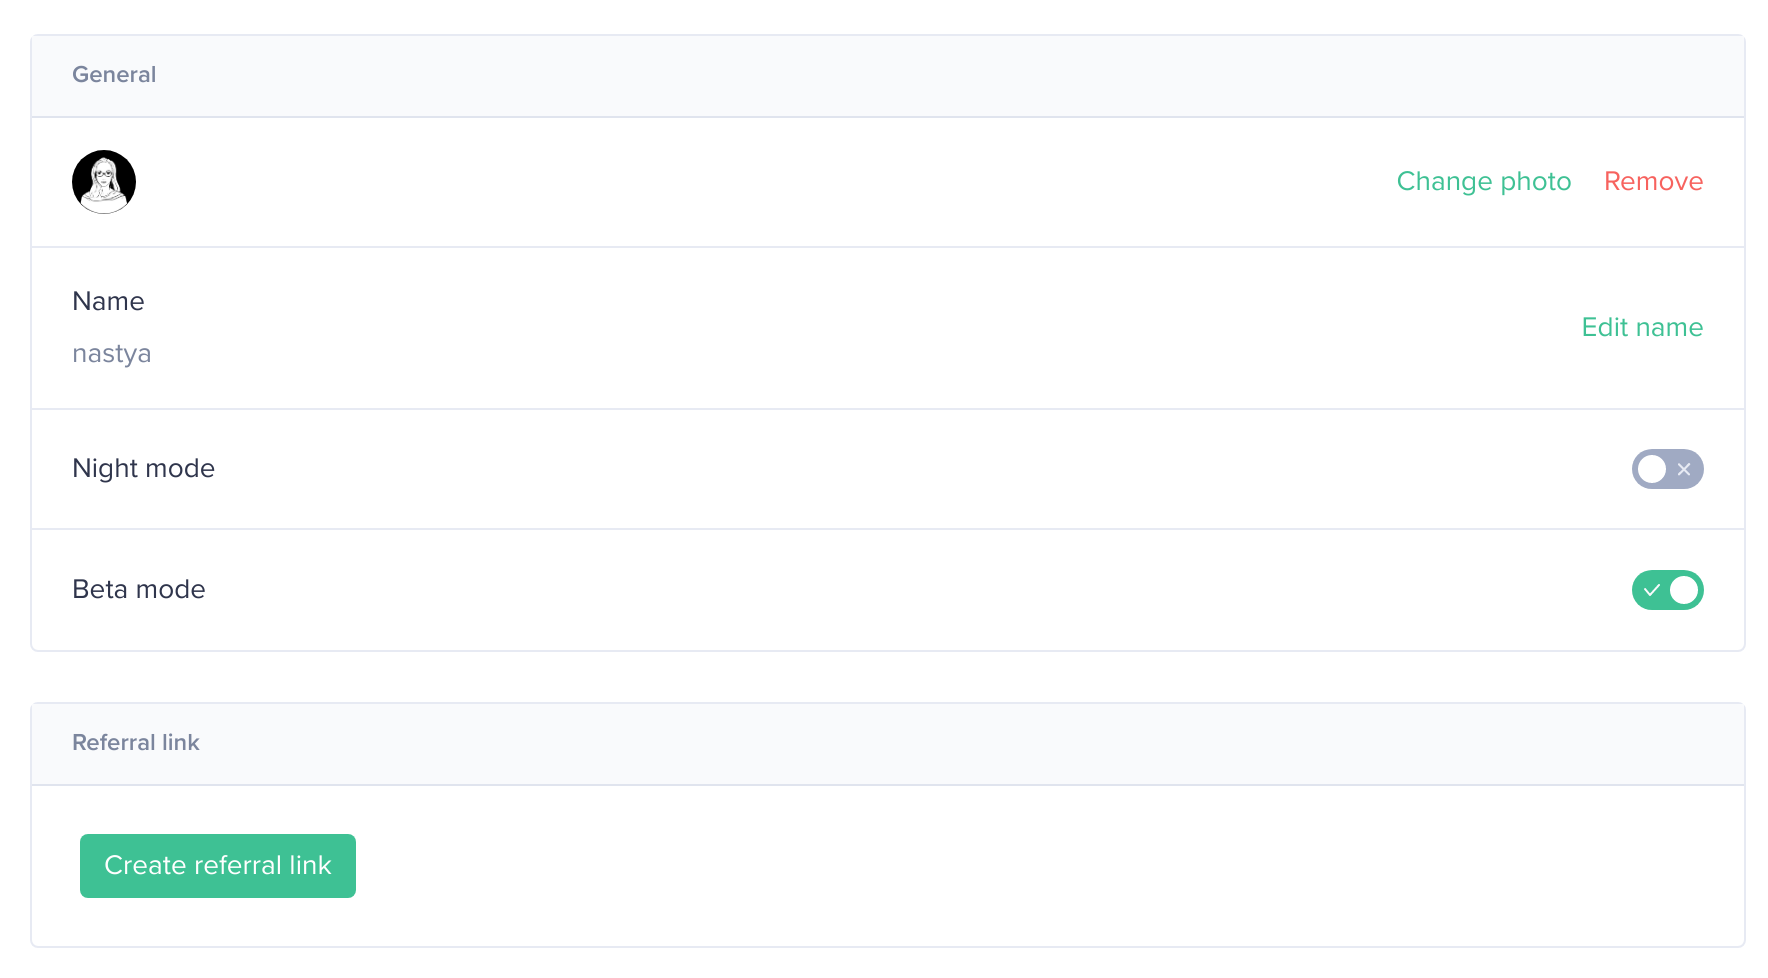 General
Change photo Remove
Name
nastya
Edit name
Night mode
Beta mode
Referral link
Create referral link